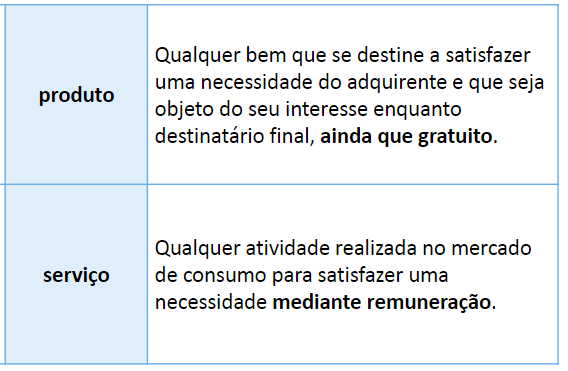 produto
Qualquer bem que se destine a satisfazer
uma necessidade do adquirente e que seja
objeto do seu interesse enquanto
destinatário final, ainda que gratuito.
serviço
Qualquer atividade realizada no mercado
de consumo para satisfazer uma
necessidade mediante remuneração.